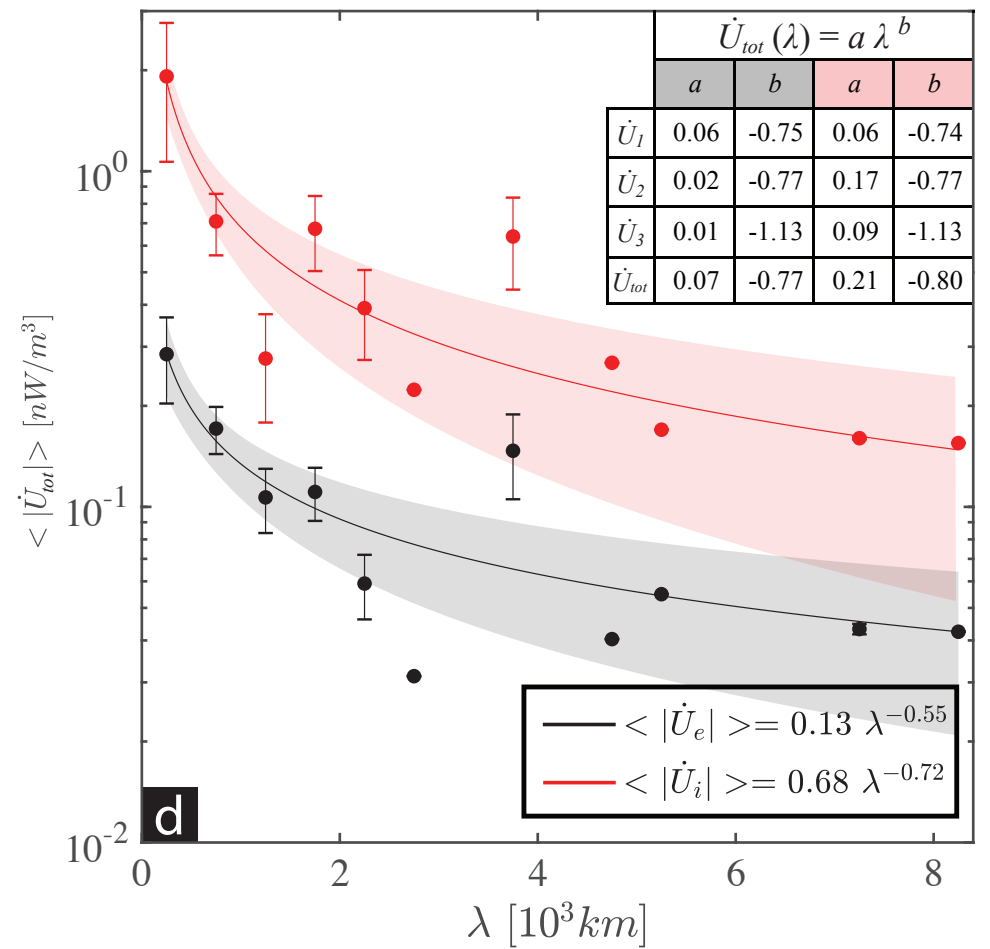 U̇tot (λ) = a λ^b
a b a b
U̇1 0.06 -0.75 0.06 -0.74
U̇2 0.02 -0.77 0.17 -0.77
U̇3 0.01 -1.13 0.09 -1.13
U̇tot 0.07 -0.77 0.21 -0.80
10^0
10^-1
10^-2
< |U̇tot| > [nW/m^3]
< |U̇e| >= 0.13 λ^-0.55
< |U̇i| >= 0.68 λ^-0.72
d
0 2 4 6 8
λ [10^3 km]